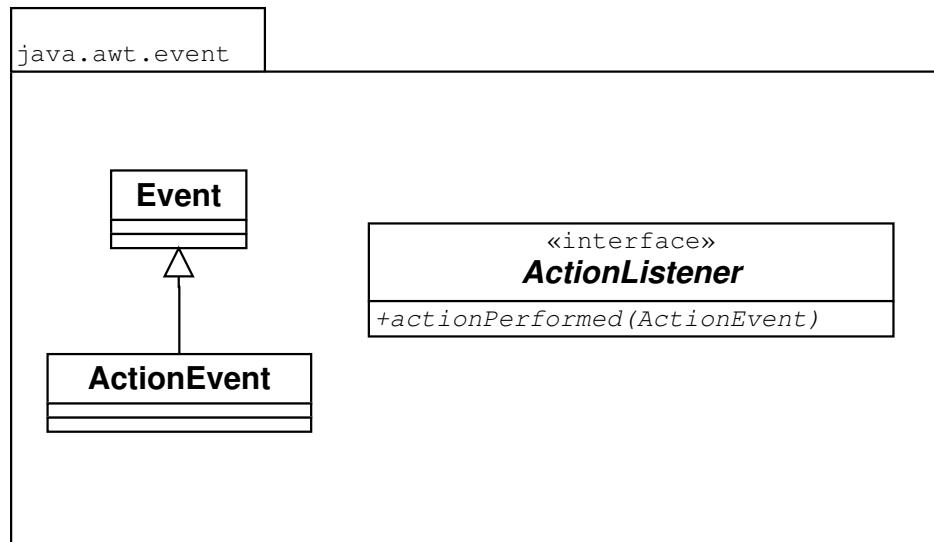 java.awt.event
Event
«interface»
ActionListener
+actionPerformed(ActionEvent)
ActionEvent